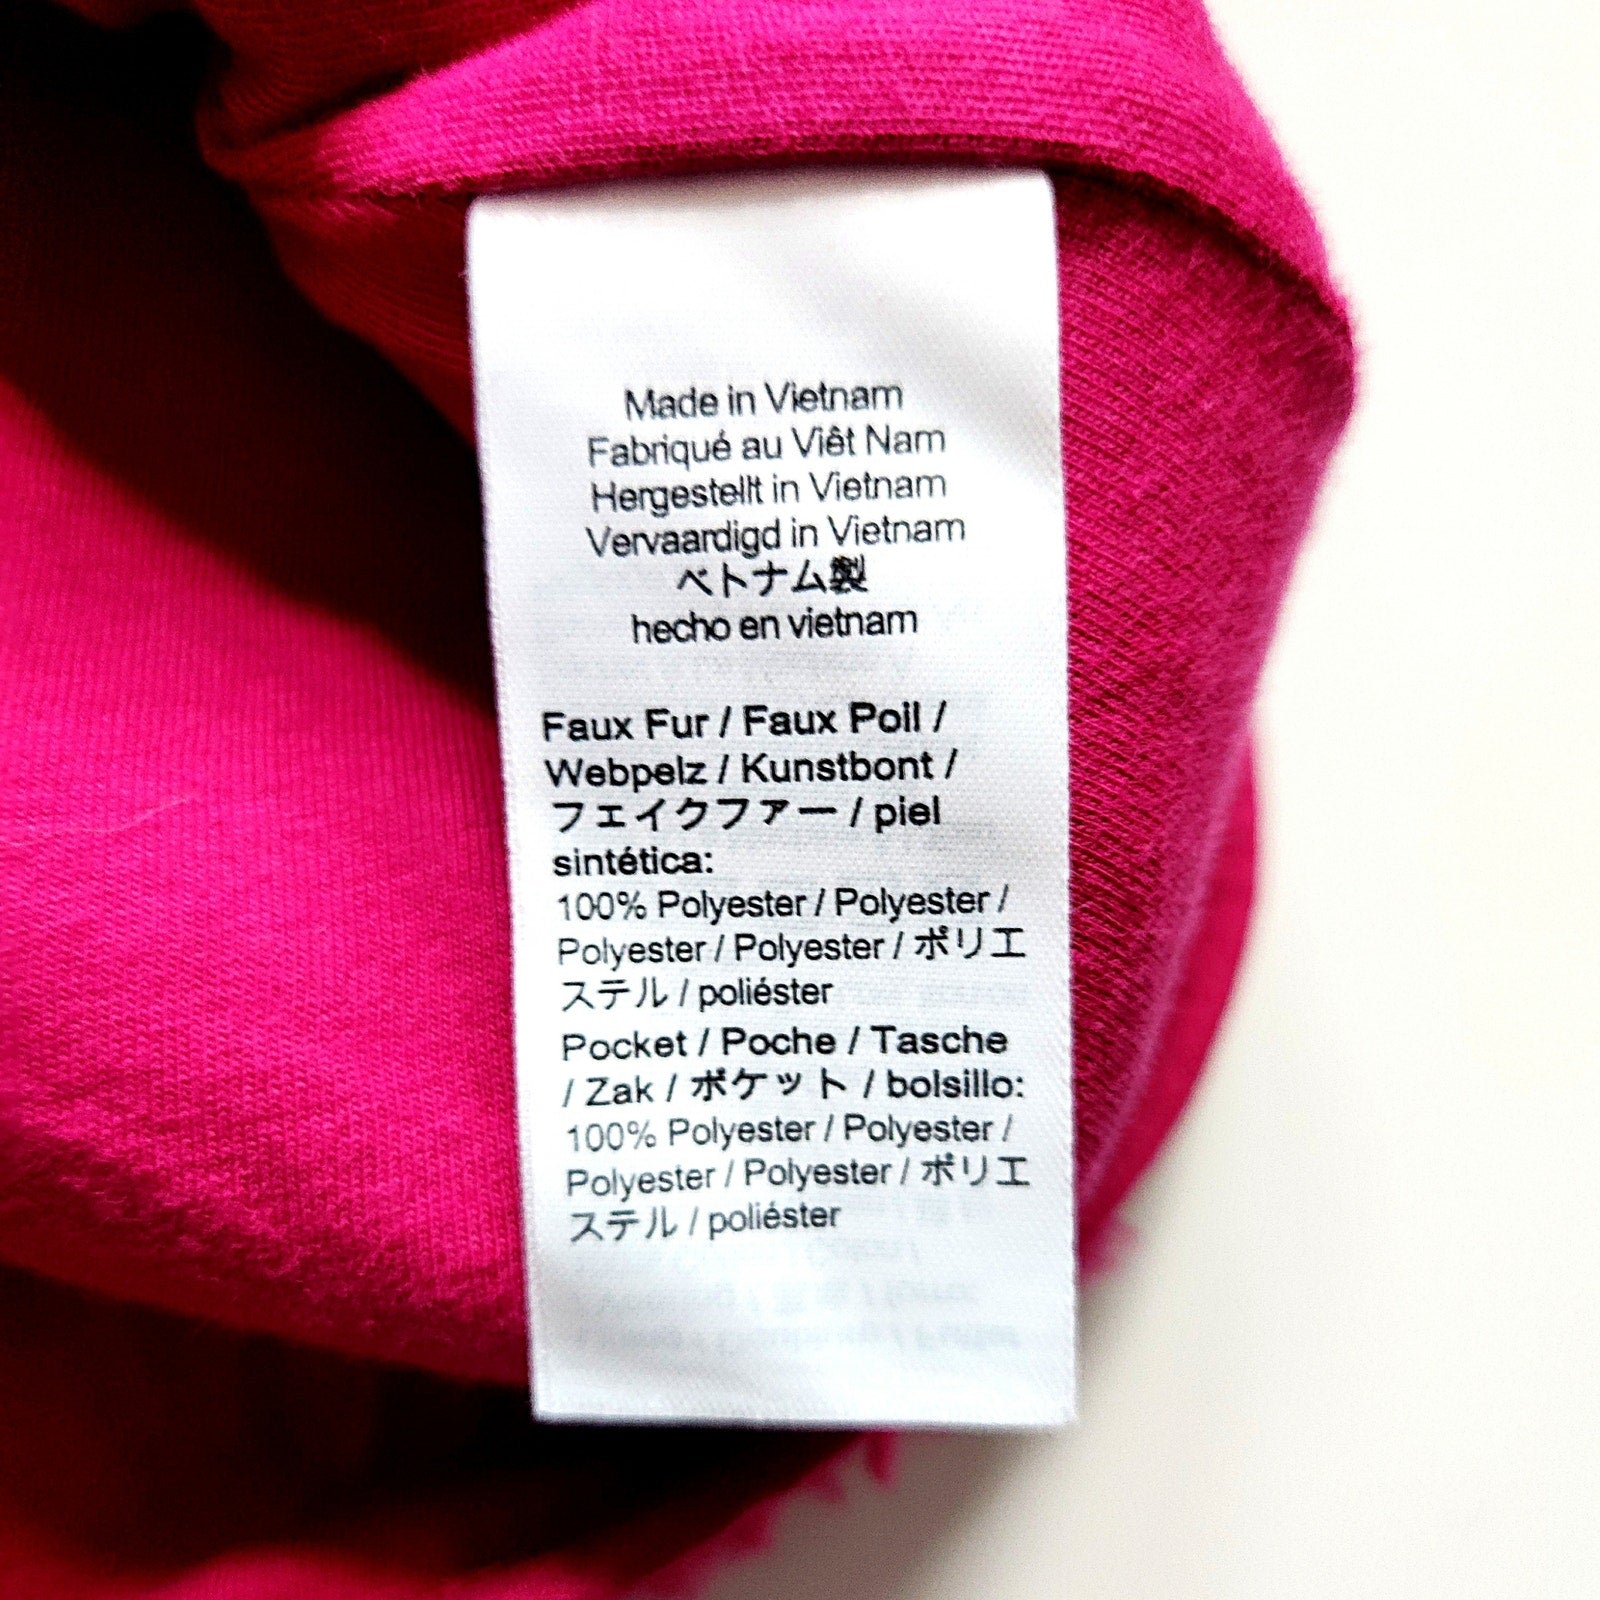 Made in Vietnam
Fabriqué au Viêt Nam
Hergestellt in Vietnam
Vervaardigd in Vietnam
ベトナム製
hecho en vietnam
Faux Fur / Faux Poil /
Webpelz / Kunstbont /
フェイクファー / piel
sintética:
100% Polyester / Polyester /
Polyester / Polyester / ポリエ
ステル / poliéster
Pocket / Poche / Tasche
/ Zak / ポケット / bolsillo:
100% Polyester / Polyester /
Polyester / Polyester / ポリエ
ステル / poliéster